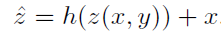 ẑ = h(z(x, y)) + x